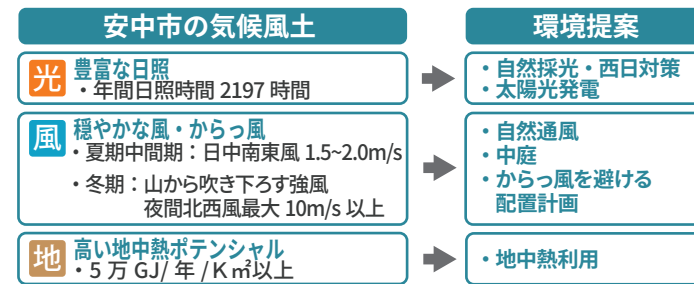 安中市の気候風土
環境提案
光
豊富な日照
・年間日照時間 2197 時間
・自然採光・西日対策
・太陽光発電
風
穏やかな風・からっ風
・夏期中間期：日中南東風 1.5~2.0m/s
・冬期：山から吹き下ろす強風
夜間北西風最大 10m/s 以上
・自然通風
・中庭
・からっ風を避ける
配置計画
地
高い地中熱ポテンシャル
・5 万 GJ/ 年 /K㎡以上
・地中熱利用